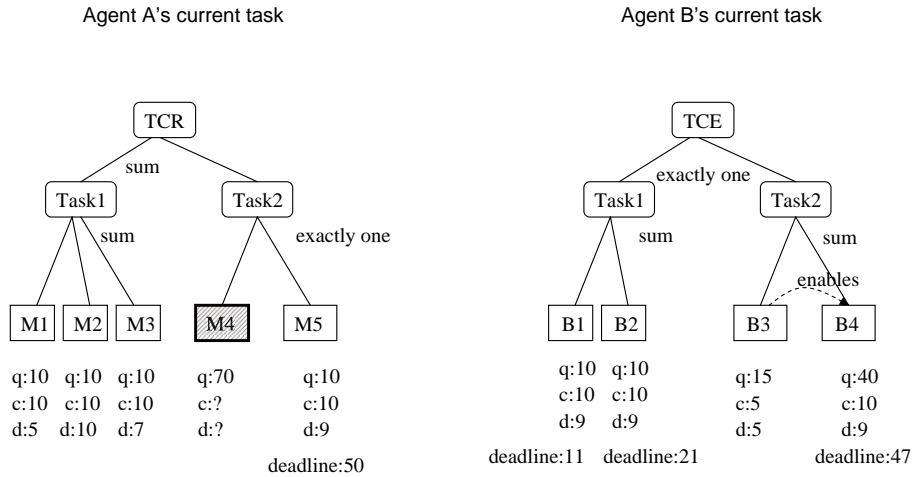 Agent A's current task
Agent B's current task
TCR
TCE
sum
exactly one
Task1
Task2
Task1
Task2
sum
exactly one
sum
sum
enables
M1
M2
M3
M4
M5
B1
B2
B3
B4
q:10 q:10 q:10 q:70 q:10
c:10 c:10 c:10 c:? c:10
d:5 d:10 d:7 d:? d:9
deadline:50
q:10 q:10 q:15 q:40
c:10 c:10 c:5 c:10
d:9 d:9 d:5 d:9
deadline:11 deadline:21 deadline:47